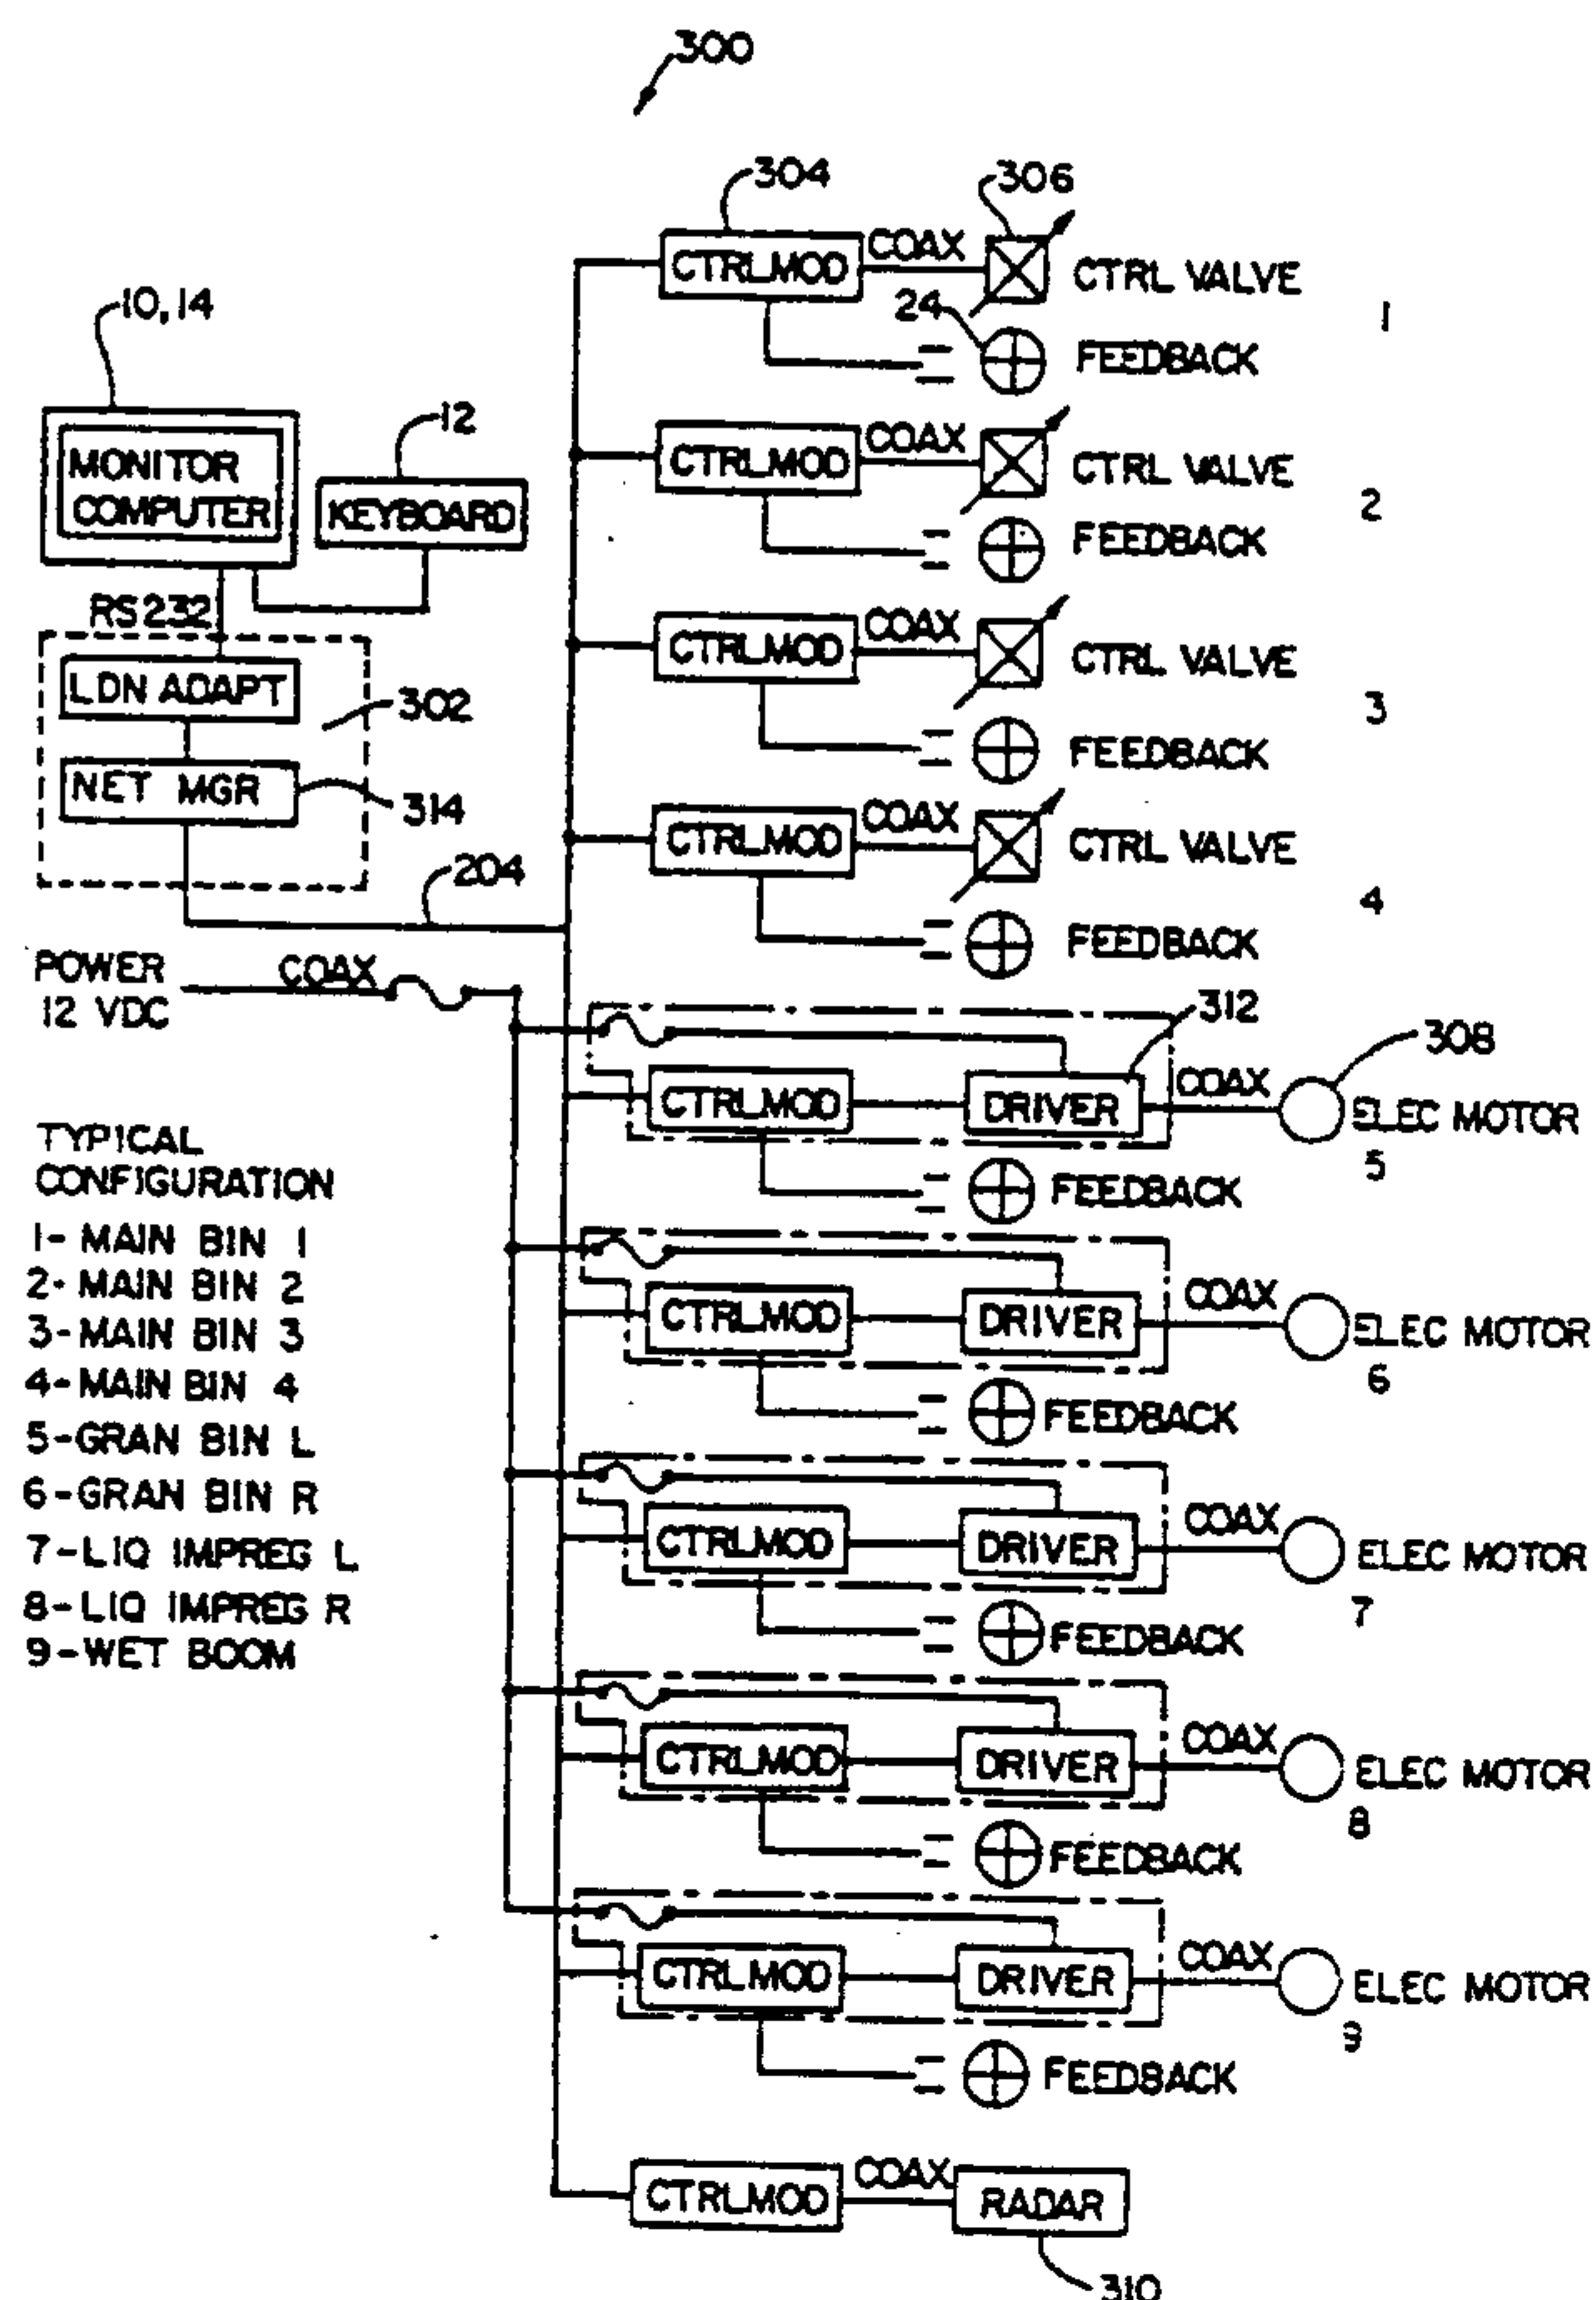 300
304
306
CTRLMOD
COAX
CTRL VALVE
1
24
FEEDBACK
10,14
MONITOR
COMPUTER
12
KEYBOARD
CTRLMOD
COAX
CTRL VALVE
2
FEEDBACK
RS232
LDN ADAPT
302
NET MGR
314
CTRLMOD
COAX
CTRL VALVE
3
FEEDBACK
CTRLMOD
COAX
CTRL VALVE
4
FEEDBACK
204
POWER
12 VDC
COAX
312
308
CTRLMOD
DRIVER
COAX
ELEC MOTOR
5
FEEDBACK
TYPICAL
CONFIGURATION
1- MAIN BIN 1
2- MAIN BIN 2
3-MAIN BIN 3
4-MAIN BIN 4
5-GRAN BIN L
6-GRAN BIN R
7-LIQ IMPREG L
8-LIQ IMPREG R
9-WET BOOM
CTRLMOD
DRIVER
COAX
ELEC MOTOR
6
FEEDBACK
CTRLMOD
DRIVER
COAX
ELEC MOTOR
7
FEEDBACK
CTRLMOD
DRIVER
COAX
ELEC MOTOR
8
FEEDBACK
CTRLMOD
DRIVER
COAX
ELEC MOTOR
9
FEEDBACK
CTRLMOD
COAX
RADAR
310